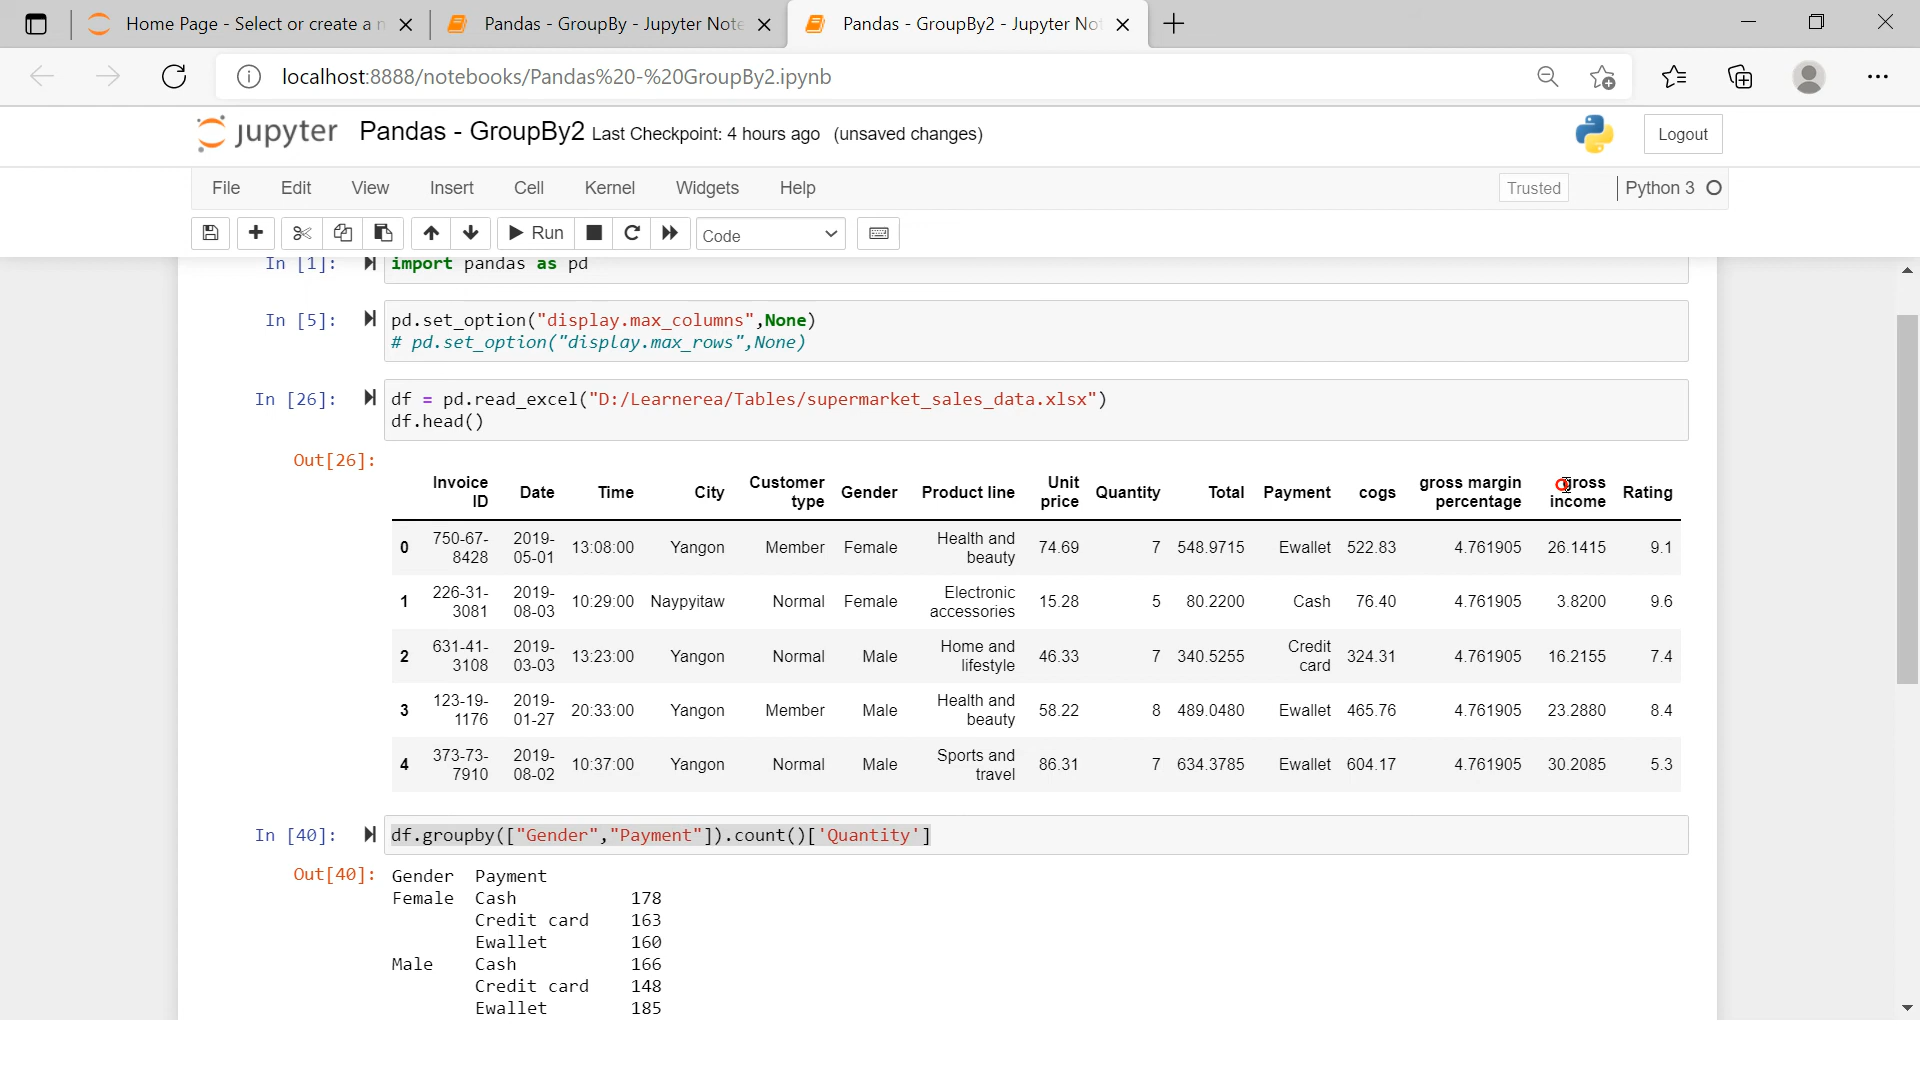 Home Page - Select or create a n
Pandas - GroupBy - Jupyter Note
Pandas - GroupBy2 - Jupyter No
localhost:8888/notebooks/Pandas%20-%20GroupBy2.ipynb
jupyter Pandas - GroupBy2 Last Checkpoint: 4 hours ago (unsaved changes)
Logout
File Edit View Insert Cell Kernel Widgets Help
Trusted
Python 3
Run
Code
In [1]: import pandas as pd
In [5]: pd.set_option("display.max_columns",None)
# pd.set_option("display.max_rows",None)
In [26]: df = pd.read_excel("D:/Learnerea/Tables/supermarket_sales_data.xlsx")
df.head()
Out[26]:
Invoice ID Date Time City Customer type Gender Product line Unit price Quantity Total Payment cogs gross margin percentage gross income Rating
0 750-67-8428 2019-05-01 13:08:00 Yangon Member Female Health and beauty 74.69 7 548.9715 Ewallet 522.83 4.761905 26.1415 9.1
1 226-31-3081 2019-08-03 10:29:00 Naypyitaw Normal Female Electronic accessories 15.28 5 80.2200 Cash 76.40 4.761905 3.8200 9.6
2 631-41-3108 2019-03-03 13:23:00 Yangon Normal Male Home and lifestyle 46.33 7 340.5255 Credit card 324.31 4.761905 16.2155 7.4
3 123-19-1176 2019-01-27 20:33:00 Yangon Member Male Health and beauty 58.22 8 489.0480 Ewallet 465.76 4.761905 23.2880 8.4
4 373-73-7910 2019-08-02 10:37:00 Yangon Normal Male Sports and travel 86.31 7 634.3785 Ewallet 604.17 4.761905 30.2085 5.3
In [40]: df.groupby(["Gender","Payment"]).count()['Quantity']
Out[40]: Gender Payment
Female Cash 178
Credit card 163
Ewallet 160
Male Cash 166
Credit card 148
Ewallet 185